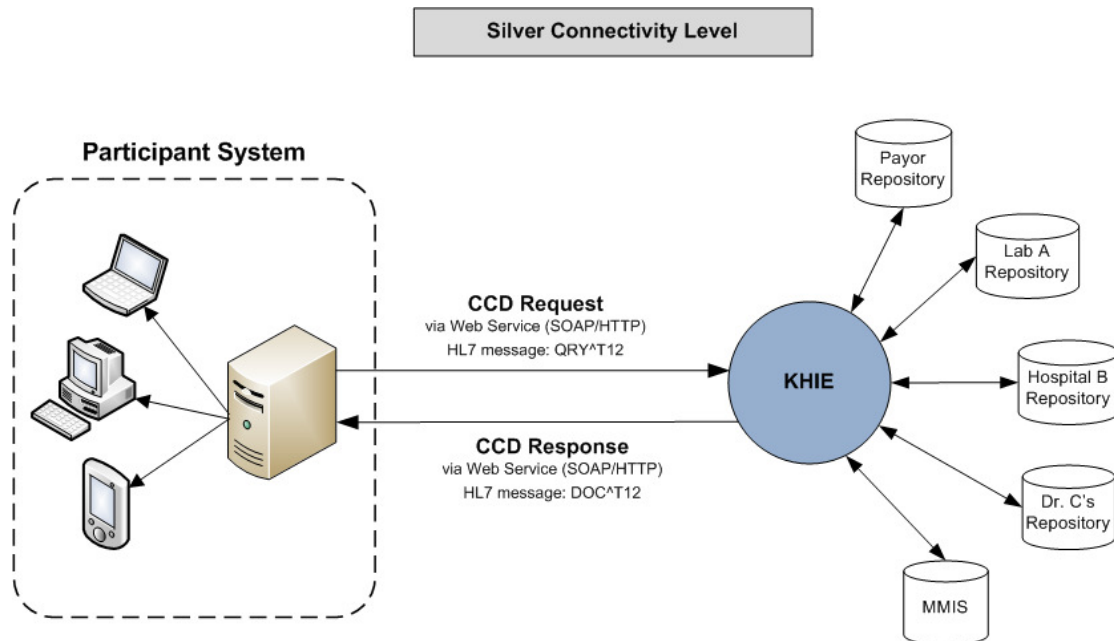 Silver Connectivity Level
Participant System
CCD Request
via Web Service (SOAP/HTTP)
HL7 message: QRY^T12
KHIE
CCD Response
via Web Service (SOAP/HTTP)
HL7 message: DOC^T12
Payor
Repository
Lab A
Repository
Hospital B
Repository
Dr. C's
Repository
MMIS